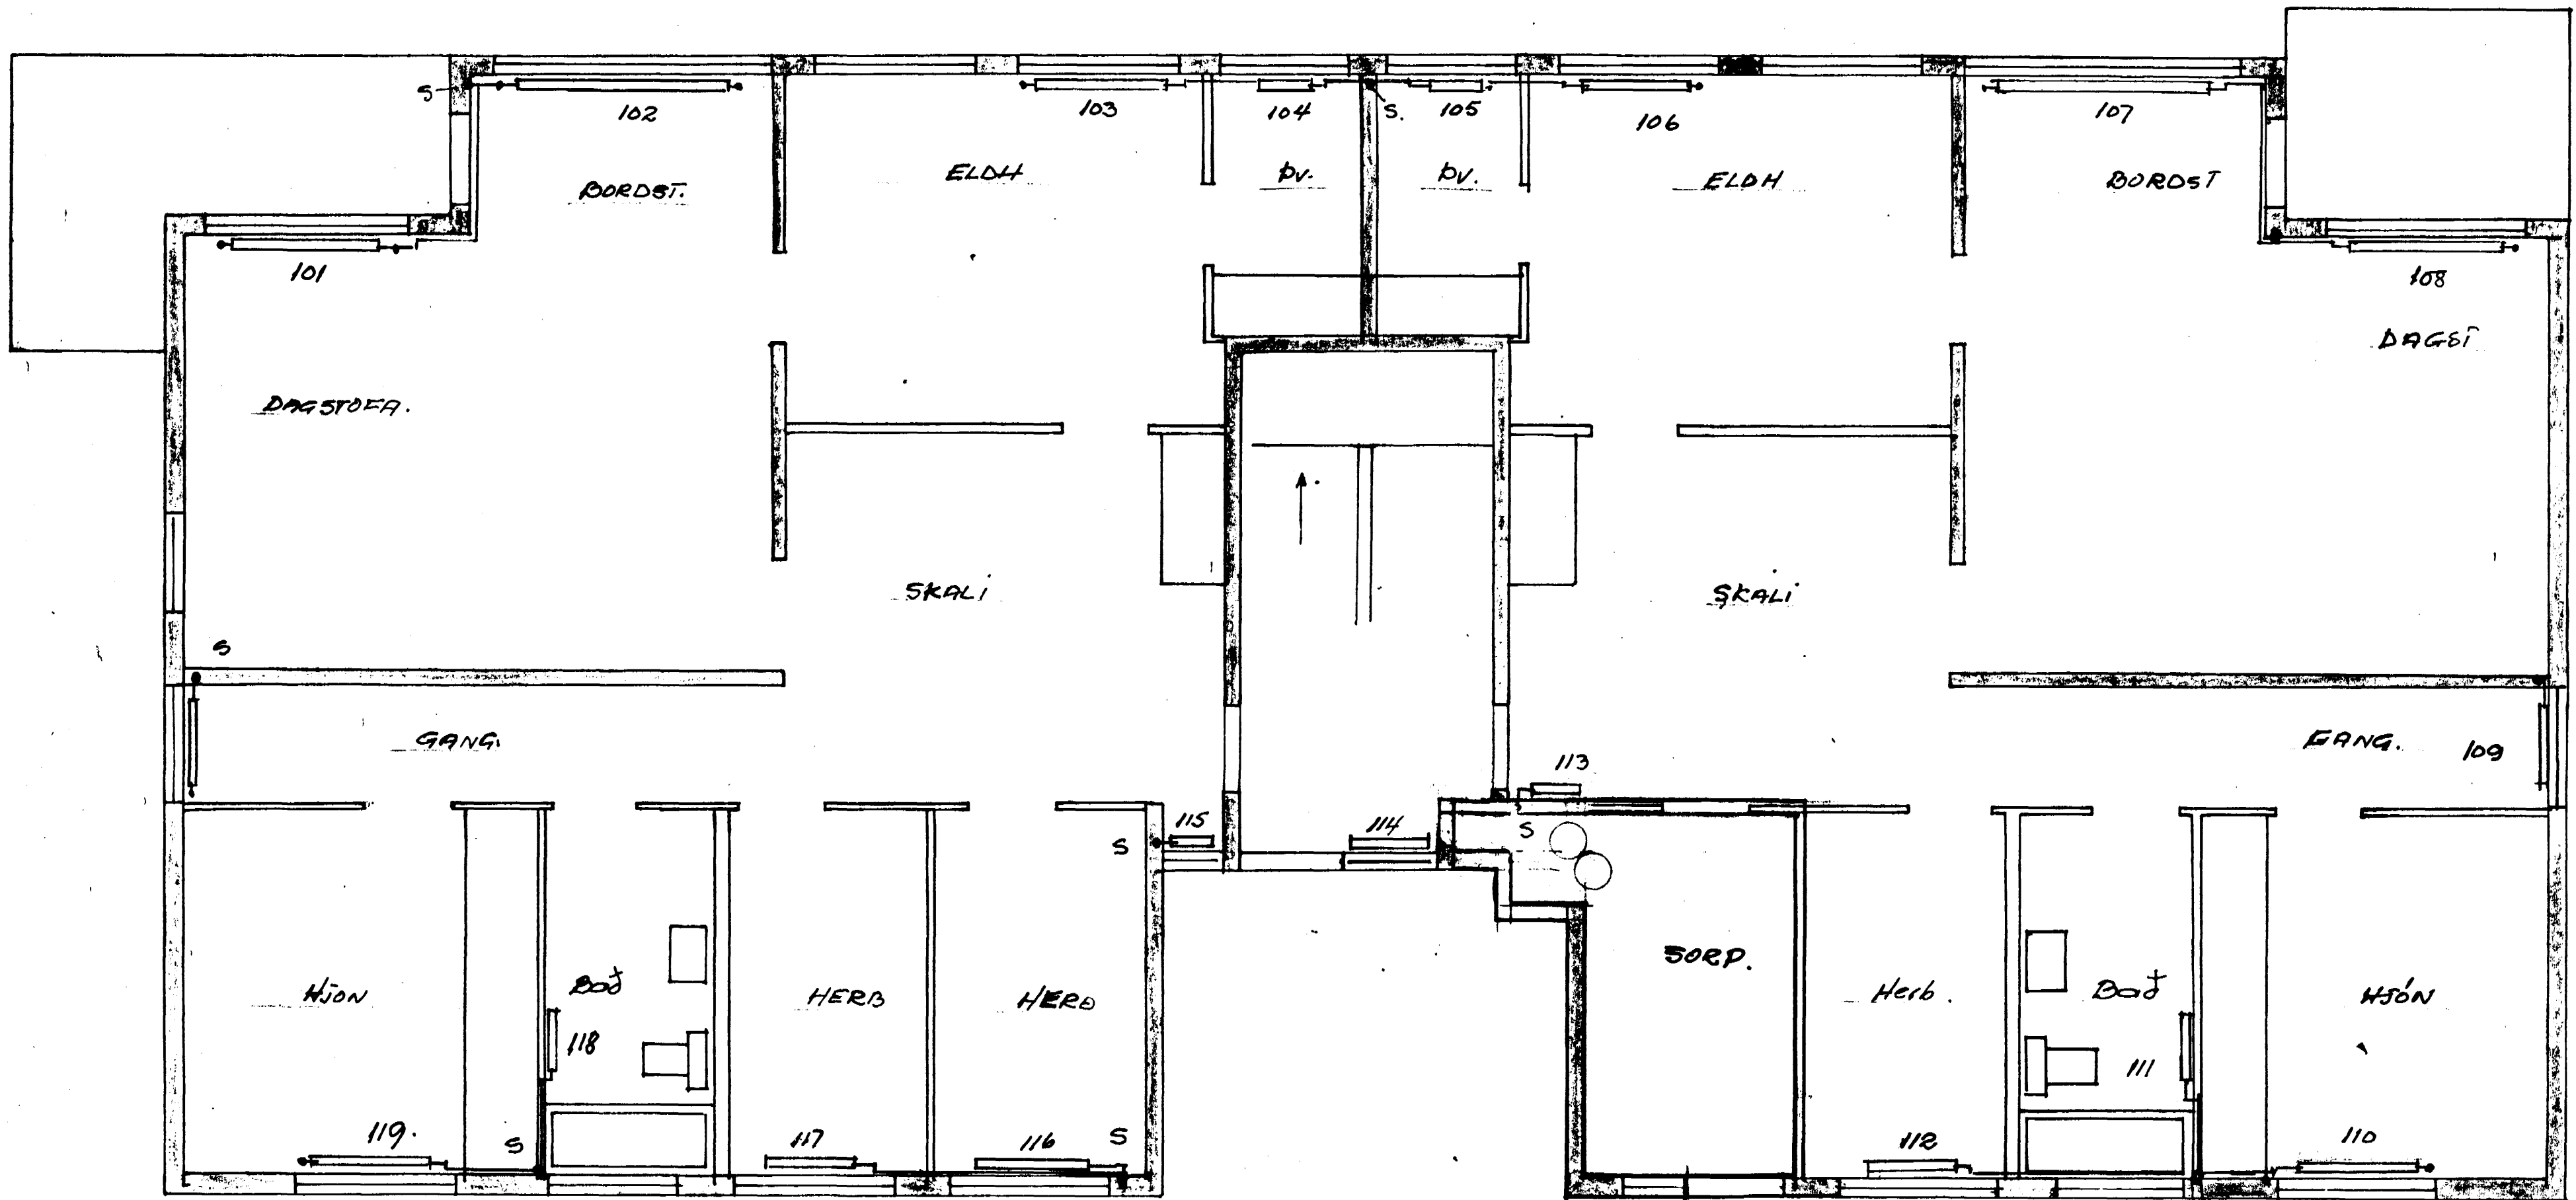 S
102
103
104
S.
105
106
107
BORDST.
ELDH
Þv.
Þv.
ELDH
BORDST
101
108
DAGST
DAGSTOFA.
SKALI
SKALI
S
GANG.
113
GANG.
109
115
114
S
S
HJON
Bað
HERB
HERB
SORP.
Herb.
Bað
HJÓN
118
111
119.
S
117
116
S
112
110